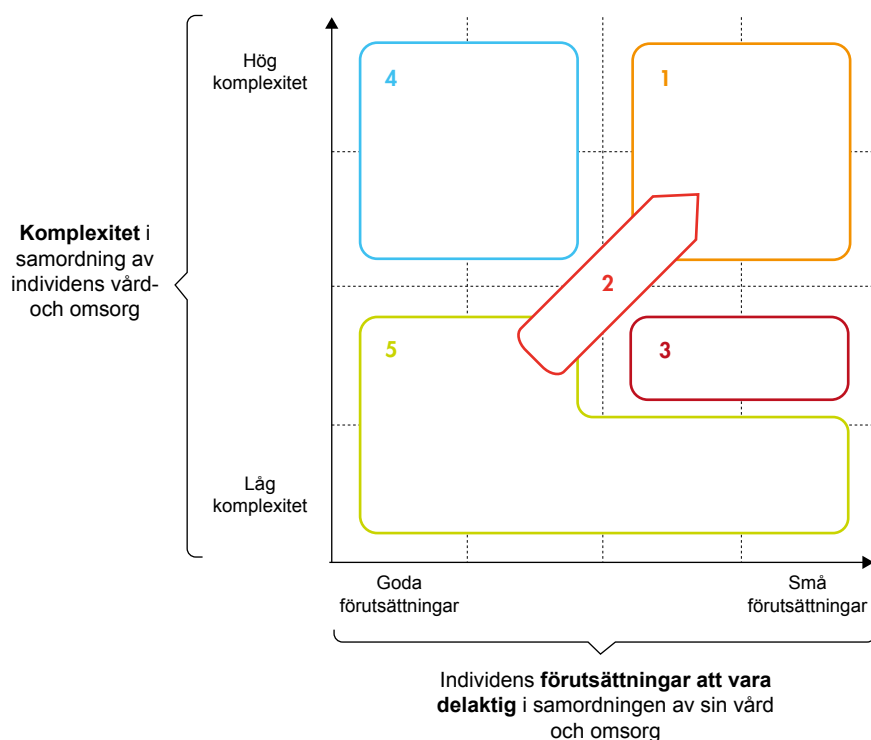 Hög
komplexitet
4
1
Komplexitet i
samordning av
individens vård-
och omsorg
2
5
3
Låg
komplexitet
Goda
förutsättningar
Små
förutsättningar
Individens förutsättningar att vara
delaktig i samordningen av sin vård
och omsorg